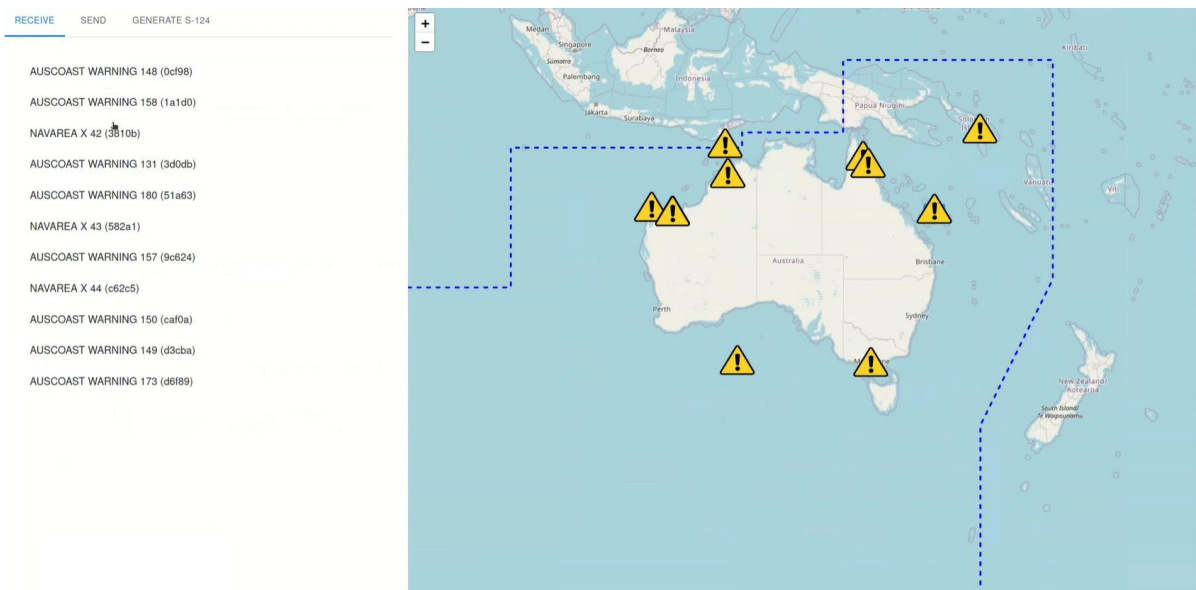 RECEIVE SEND GENERATE S-124
AUSCOAST WARNING 148 (0cf98)
AUSCOAST WARNING 158 (1a1d0)
NAVAREA X 42 (3810b)
AUSCOAST WARNING 131 (3d0db)
AUSCOAST WARNING 180 (51a63)
NAVAREA X 43 (582a1)
AUSCOAST WARNING 157 (9c624)
NAVAREA X 44 (c62c5)
AUSCOAST WARNING 150 (caf0a)
AUSCOAST WARNING 149 (d3cba)
AUSCOAST WARNING 173 (d6f89)
+
−
Medan
Malaysia
Singapore
Borneo
Kiribati
Sumatra
Palembang
Indonesia
Jakarta
Surabaya
Papua Niugini
Vanuatu
Viti
Australia
Brisbane
Perth
Sydney
New Zealand/
Aotearoa
South Island/
Te Waipounamu